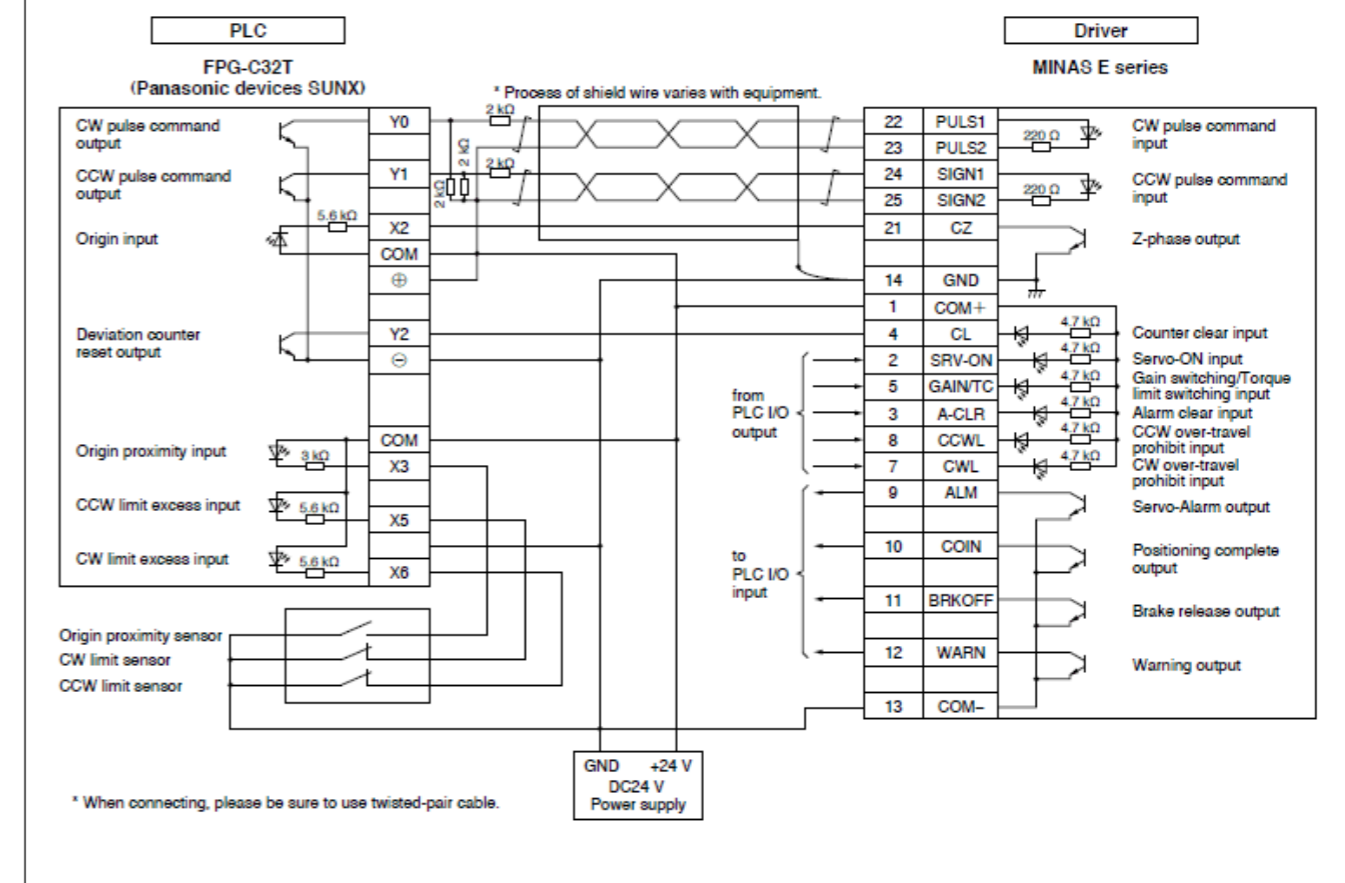 PLC
FPG-C32T
(Panasonic devices SUNX)
Driver
MINAS E series
* Process of shield wire varies with equipment.
CW pulse command
output
CCW pulse command
output
Origin input
Deviation counter
reset output
Origin proximity input
CCW limit excess input
CW limit excess input
5.6 kΩ
3 kΩ
5.6 kΩ
5.6 kΩ
Y0
Y1
X2
COM
⊕
Y2
⊖
COM
X3
X5
X6
2 kΩ
2 kΩ
2 kΩ
2 kΩ
Origin proximity sensor
CW limit sensor
CCW limit sensor
from
PLC I/O
output
to
PLC I/O
input
22 PULS1
23 PULS2
24 SIGN1
25 SIGN2
21 CZ
14 GND
1 COM+
4 CL
2 SRV-ON
5 GAIN/TC
3 A-CLR
8 CCWL
7 CWL
9 ALM
10 COIN
11 BRKOFF
12 WARN
13 COM−
220 Ω
220 Ω
4.7 kΩ
4.7 kΩ
4.7 kΩ
4.7 kΩ
4.7 kΩ
4.7 kΩ
CW pulse command
input
CCW pulse command
input
Z-phase output
Counter clear input
Servo-ON input
Gain switching/Torque
limit switching input
Alarm clear input
CCW over-travel
prohibit input
CW over-travel
prohibit input
Servo-Alarm output
Positioning complete
output
Brake release output
Warning output
GND +24 V
DC24 V
Power supply
* When connecting, please be sure to use twisted-pair cable.